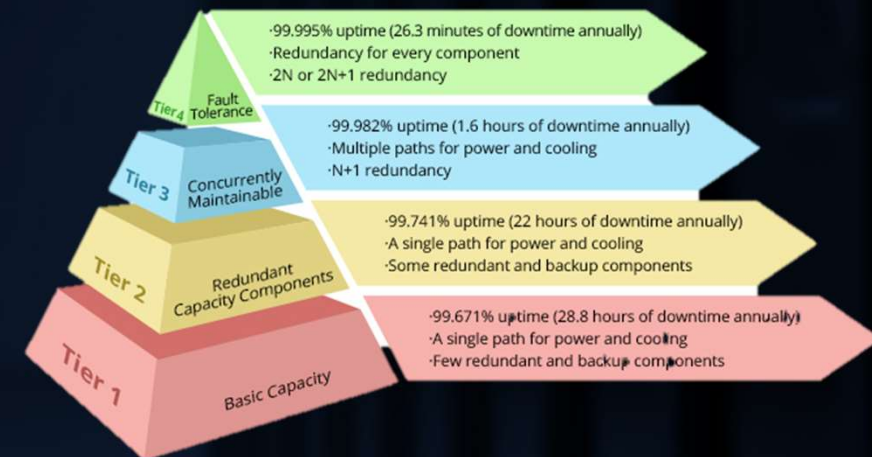 ·99.995% uptime (26.3 minutes of downtime annually)
·Redundancy for every component
·2N or 2N+1 redundancy
Tier4
Fault
Tolerance
·99.982% uptime (1.6 hours of downtime annually)
·Multiple paths for power and cooling
·N+1 redundancy
Tier 3
Concurrently
Maintainable
·99.741% uptime (22 hours of downtime annually)
·A single path for power and cooling
·Some redundant and backup components
Tier 2
Redundant
Capacity Components
·99.671% uptime (28.8 hours of downtime annually)
·A single path for power and cooling
·Few redundant and backup components
Tier 1
Basic Capacity